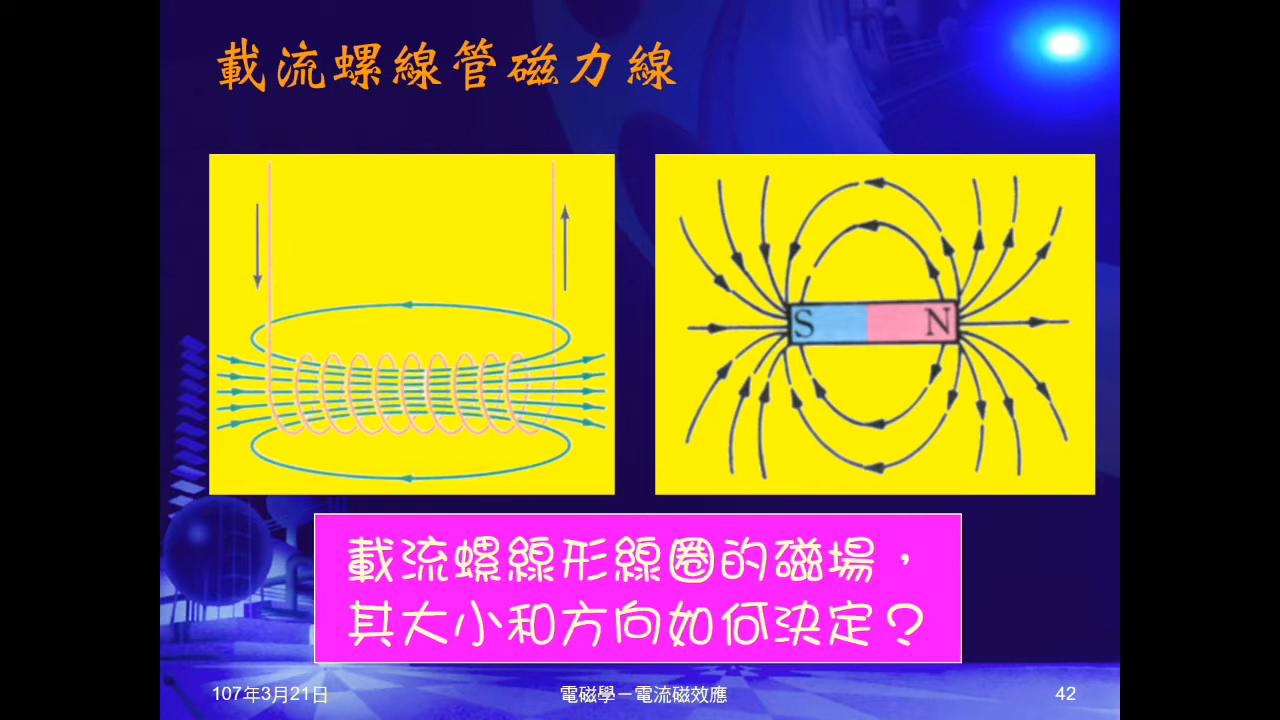 載流螺線管磁力線
S N
載流螺線形線圈的磁場，
其大小和方向如何決定？
107年3月21日
電磁學－電流磁效應
42